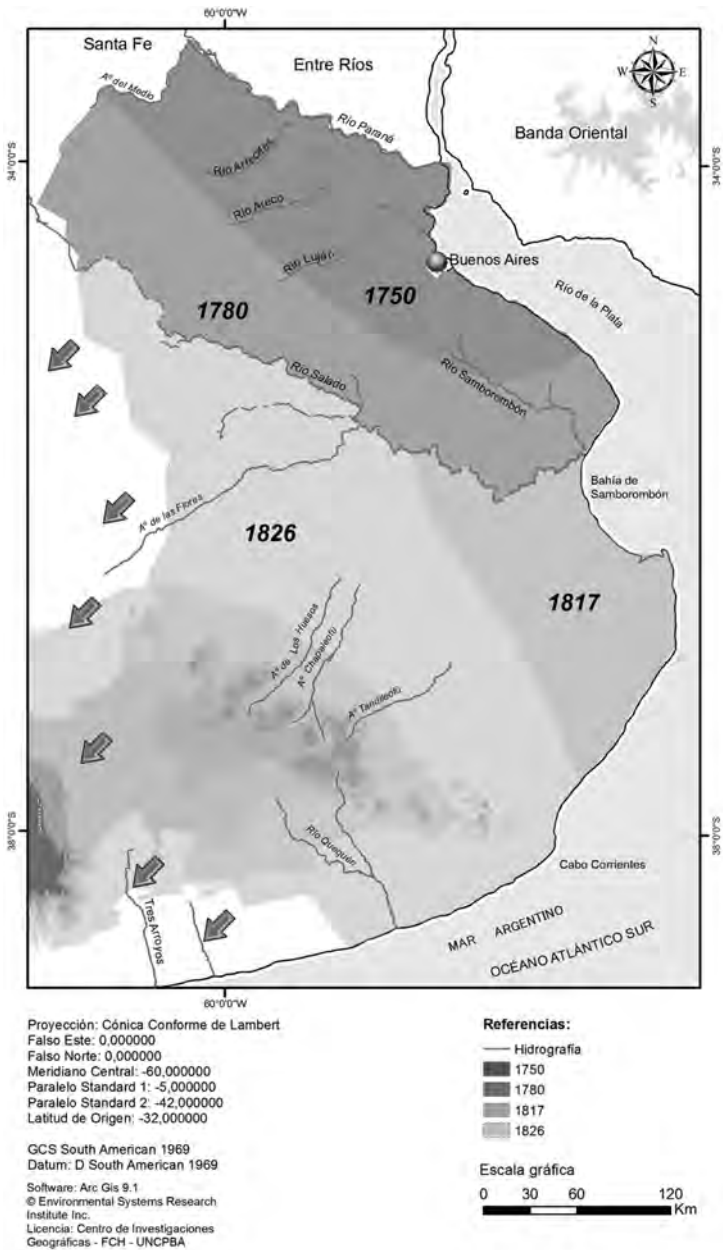 60°0'0"W
Santa Fe
Entre Ríos
N
W
E
S
Aº del Medio
Río Paraná
Banda Oriental
34°0'0"S
34°0'0"S
Río Arrecifes
Río Areco
Río Luján
Buenos Aires
1780
1750
Río de la Plata
Río Salado
Río Samborombón
Bahía de
Samborombón
Aº de las Flores
1826
1817
Aº de Los Huesos
Aº Chapaleofú
Aº Tandileofú
38°0'0"S
38°0'0"S
Río Quequén
Cabo Corrientes
Tres Arroyos
MAR ARGENTINO
OCÉANO ATLÁNTICO SUR
60°0'0"W
Proyección: Cónica Conforme de Lambert
Falso Este: 0,000000
Falso Norte: 0,000000
Meridiano Central: -60,000000
Paralelo Standard 1: -5,000000
Paralelo Standard 2: -42,000000
Latitud de Origen: -32,000000
GCS South American 1969
Datum: D South American 1969
Software: Arc Gis 9.1
© Environmental Systems Research
Institute Inc.
Licencia: Centro de Investigaciones
Geográficas - FCH - UNCPBA
Referencias:
Hidrografía
1750
1780
1817
1826
Escala gráfica
0 30 60 120
Km